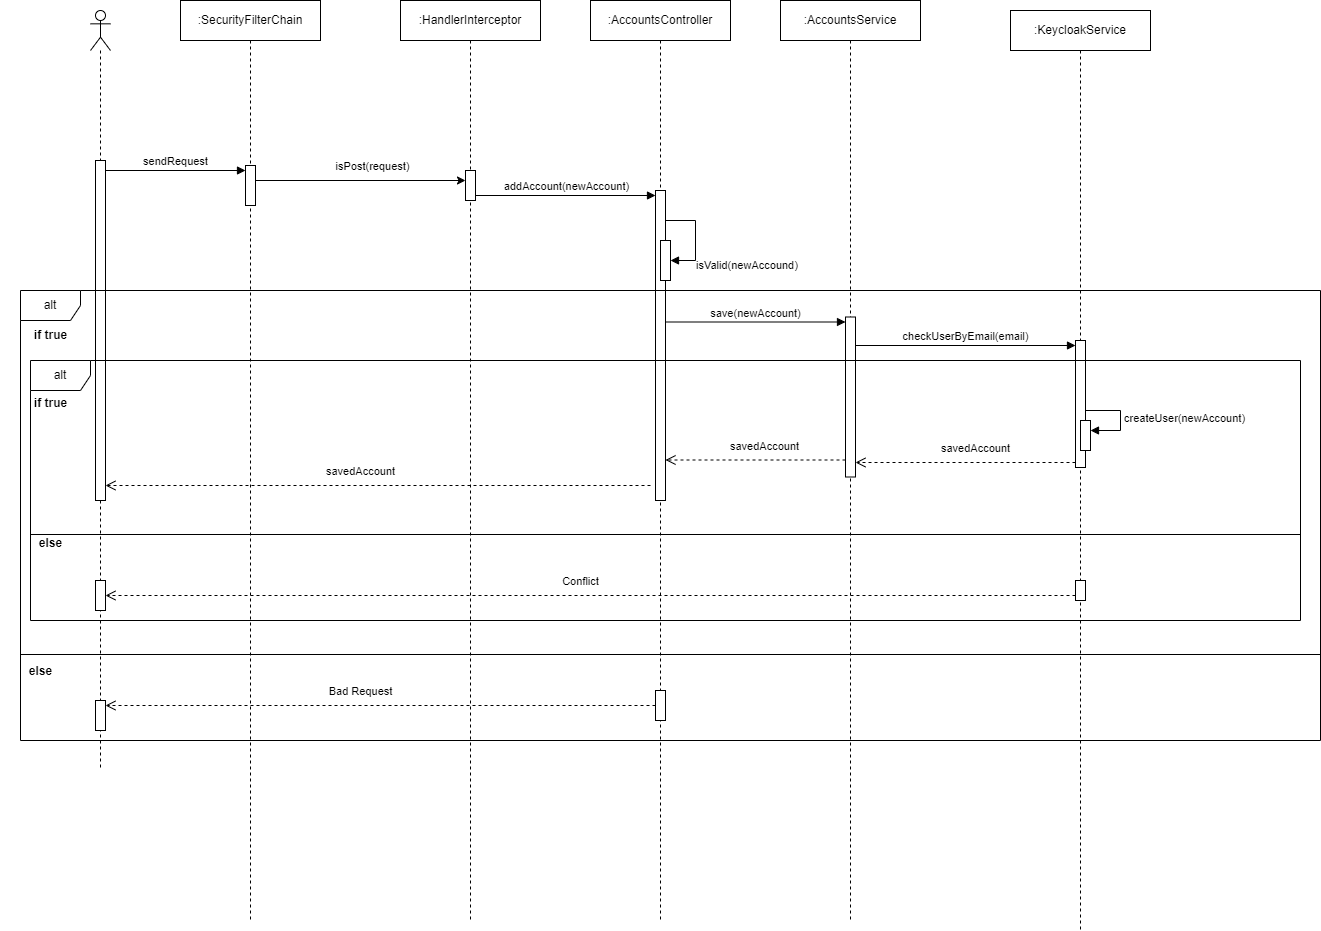 :SecurityFilterChain
:HandlerInterceptor
:AccountsController
:AccountsService
:KeycloakService
sendRequest
isPost(request)
addAccount(newAccount)
isValid(newAccound)
alt
if true
save(newAccount)
checkUserByEmail(email)
alt
if true
createUser(newAccount)
savedAccount
savedAccount
savedAccount
else
Conflict
else
Bad Request